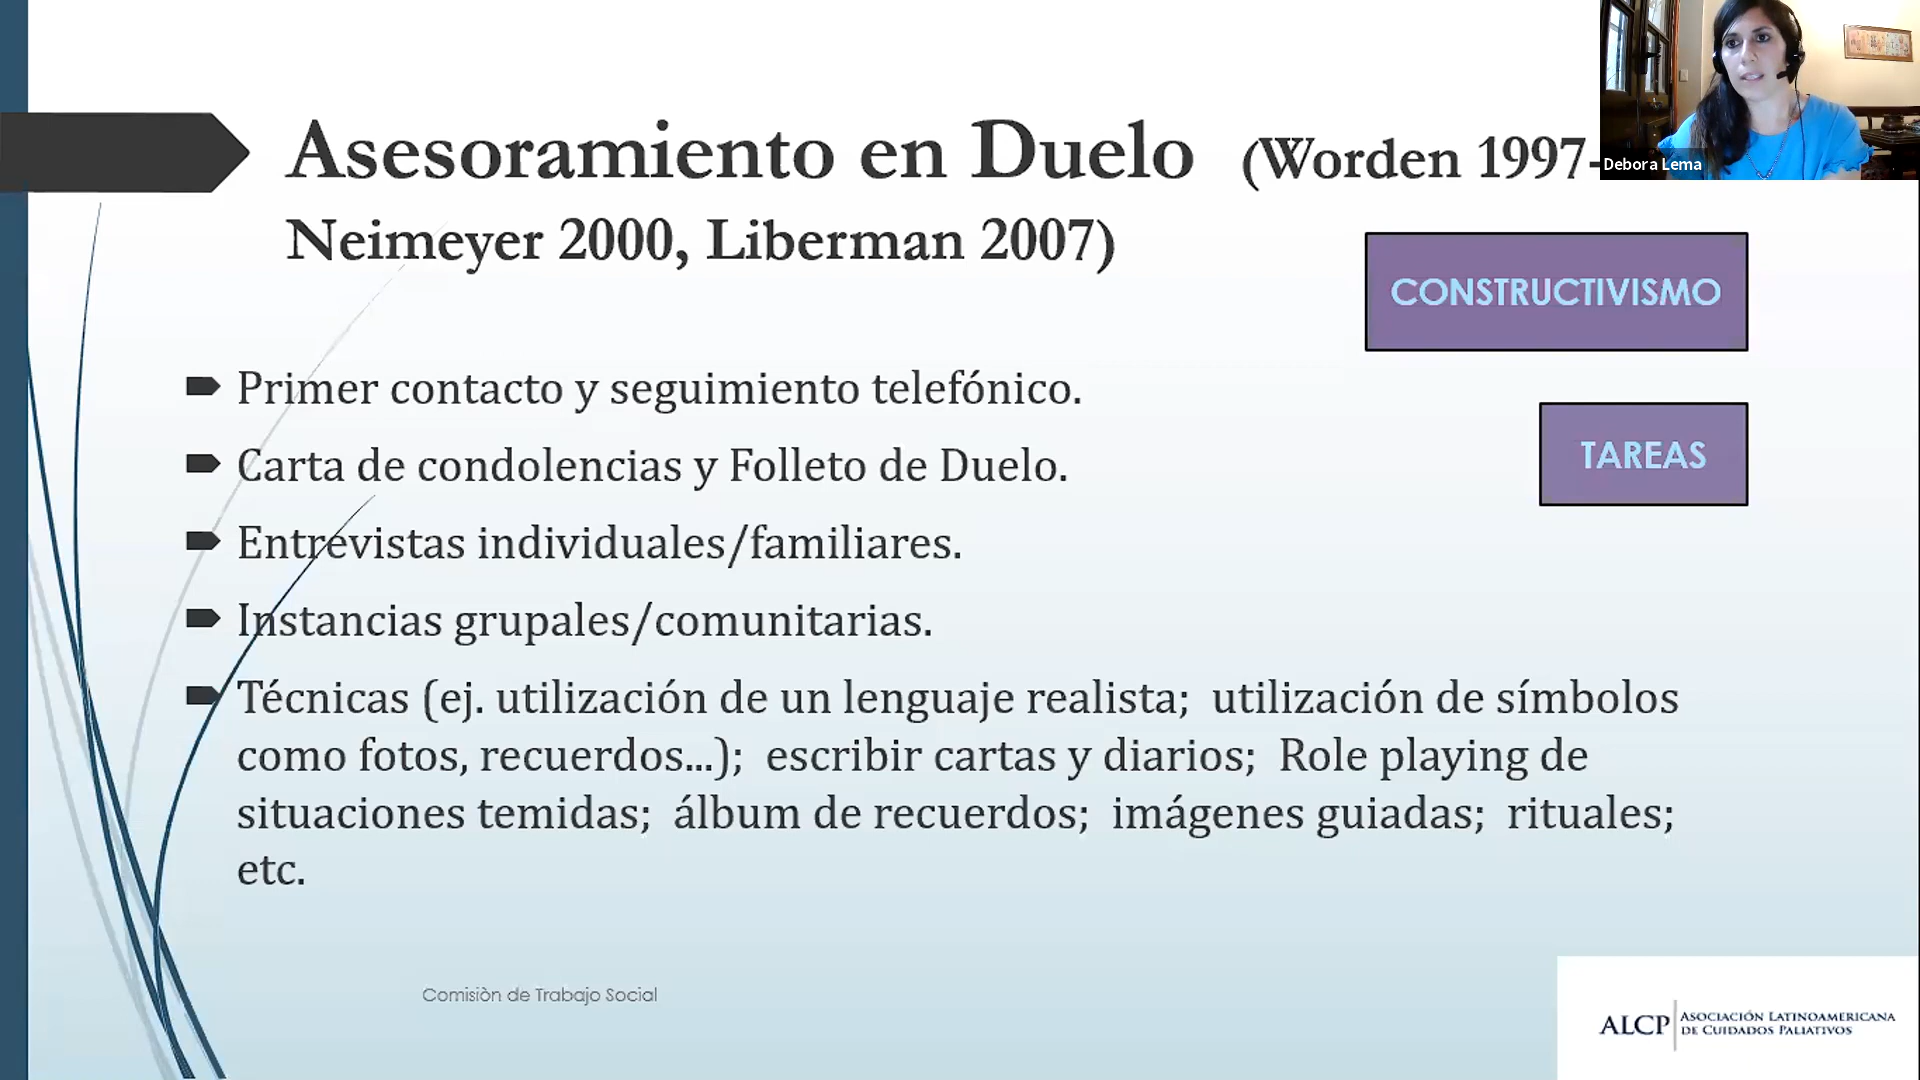 Asesoramiento en Duelo (Worden 1997-
Neimeyer 2000, Liberman 2007)
Debora Lema
CONSTRUCTIVISMO
TAREAS
Primer contacto y seguimiento telefónico.
Carta de condolencias y Folleto de Duelo.
Entrevistas individuales/familiares.
Instancias grupales/comunitarias.
Técnicas (ej. utilización de un lenguaje realista; utilización de símbolos
como fotos, recuerdos...); escribir cartas y diarios; Role playing de
situaciones temidas; álbum de recuerdos; imágenes guiadas; rituales;
etc.
Comisiòn de Trabajo Social
ALCP
ASOCIACIÓN LATINOAMERICANA
DE CUIDADOS PALIATIVOS